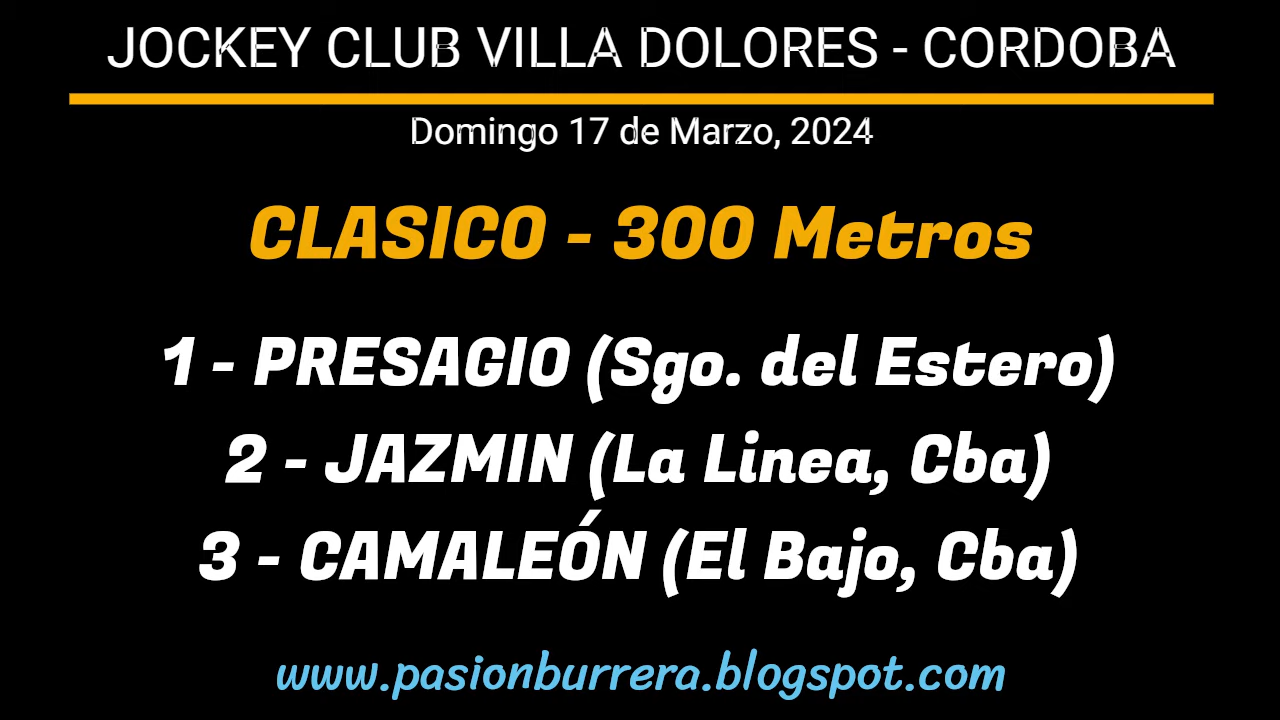 JOCKEY CLUB VILLA DOLORES - CORDOBA
Domingo 17 de Marzo, 2024
CLASICO - 300 Metros
1 - PRESAGIO (Sgo. del Estero)
2 - JAZMIN (La Linea, Cba)
3 - CAMALEÓN (El Bajo, Cba)
www.pasionburrera.blogspot.com